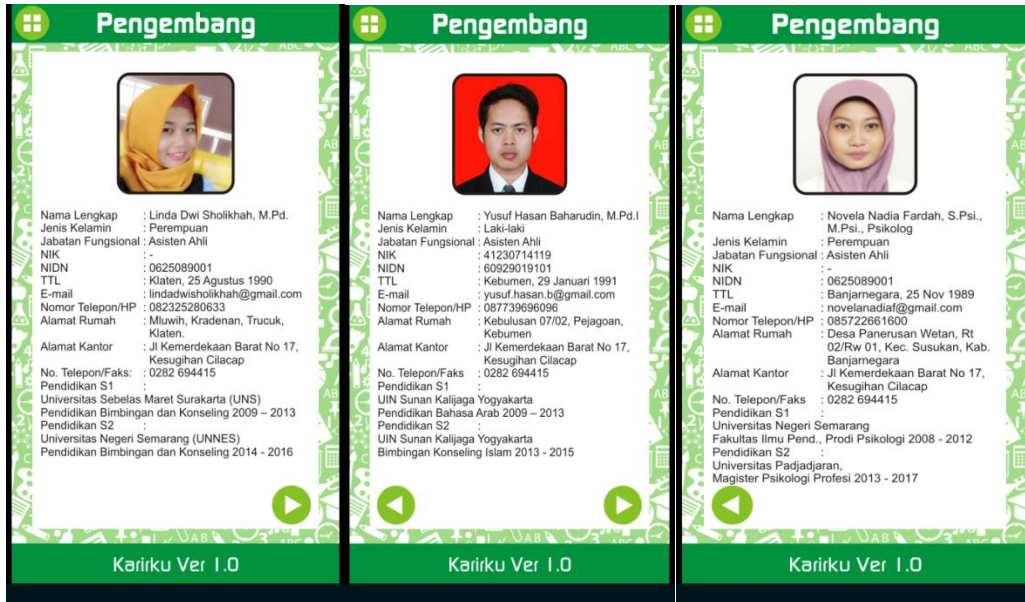 Pengembang
Nama Lengkap : Linda Dwi Sholikhah, M.Pd.
Jenis Kelamin : Perempuan
Jabatan Fungsional : Asisten Ahli
NIK : -
NIDN : 0625089001
TTL : Klaten, 25 Agustus 1990
E-mail : lindadwisholikhah@gmail.com
Nomor Telepon/HP : 082325280633
Alamat Rumah : Mluwih, Kradenan, Trucuk,
Klaten.
Alamat Kantor : Jl Kemerdekaan Barat No 17,
Kesugihan Cilacap
No. Telepon/Faks: : 0282 694415
Pendidikan S1 :
Universitas Sebelas Maret Surakarta (UNS)
Pendidikan Bimbingan dan Konseling 2009 – 2013
Pendidikan S2 :
Universitas Negeri Semarang (UNNES)
Pendidikan Bimbingan dan Konseling 2014 - 2016
Karirku Ver 1.0
Pengembang
Nama Lengkap : Yusuf Hasan Baharudin, M.Pd.I
Jenis Kelamin : Laki-laki
Jabatan Fungsional : Asisten Ahli
NIK : 41230714119
NIDN : 60929019101
TTL : Kebumen, 29 Januari 1991
E-mail : yusuf.hasan.b@gmail.com
Nomor Telepon/HP : 087739696096
Alamat Rumah : Kebulusan 07/02, Pejagoan,
Kebumen
Alamat Kantor : Jl Kemerdekaan Barat No 17,
Kesugihan Cilacap
No. Telepon/Faks : 0282 694415
Pendidikan S1 :
UIN Sunan Kalijaga Yogyakarta
Pendidikan Bahasa Arab 2009 – 2013
Pendidikan S2 :
UIN Sunan Kalijaga Yogyakarta
Bimbingan Konseling Islam 2013 - 2015
Karirku Ver 1.0
Pengembang
Nama Lengkap : Novela Nadia Fardah, S.Psi.,
M.Psi., Psikolog
Jenis Kelamin : Perempuan
Jabatan Fungsional : Asisten Ahli
NIK : -
NIDN : 0625089001
TTL : Banjarnegara, 25 Nov 1989
E-mail : novelanadiaf@gmail.com
Nomor Telepon/HP : 085722661600
Alamat Rumah : Desa Panerusan Wetan, Rt
02/Rw 01, Kec. Susukan, Kab.
Banjarnegara
Alamat Kantor : Jl Kemerdekaan Barat No 17,
Kesugihan Cilacap
No. Telepon/Faks : 0282 694415
Pendidikan S1 :
Universitas Negeri Semarang
Fakultas Ilmu Pend., Prodi Psikologi 2008 - 2012
Pendidikan S2 :
Universitas Padjadjaran,
Magister Psikologi Profesi 2013 - 2017
Karirku Ver 1.0